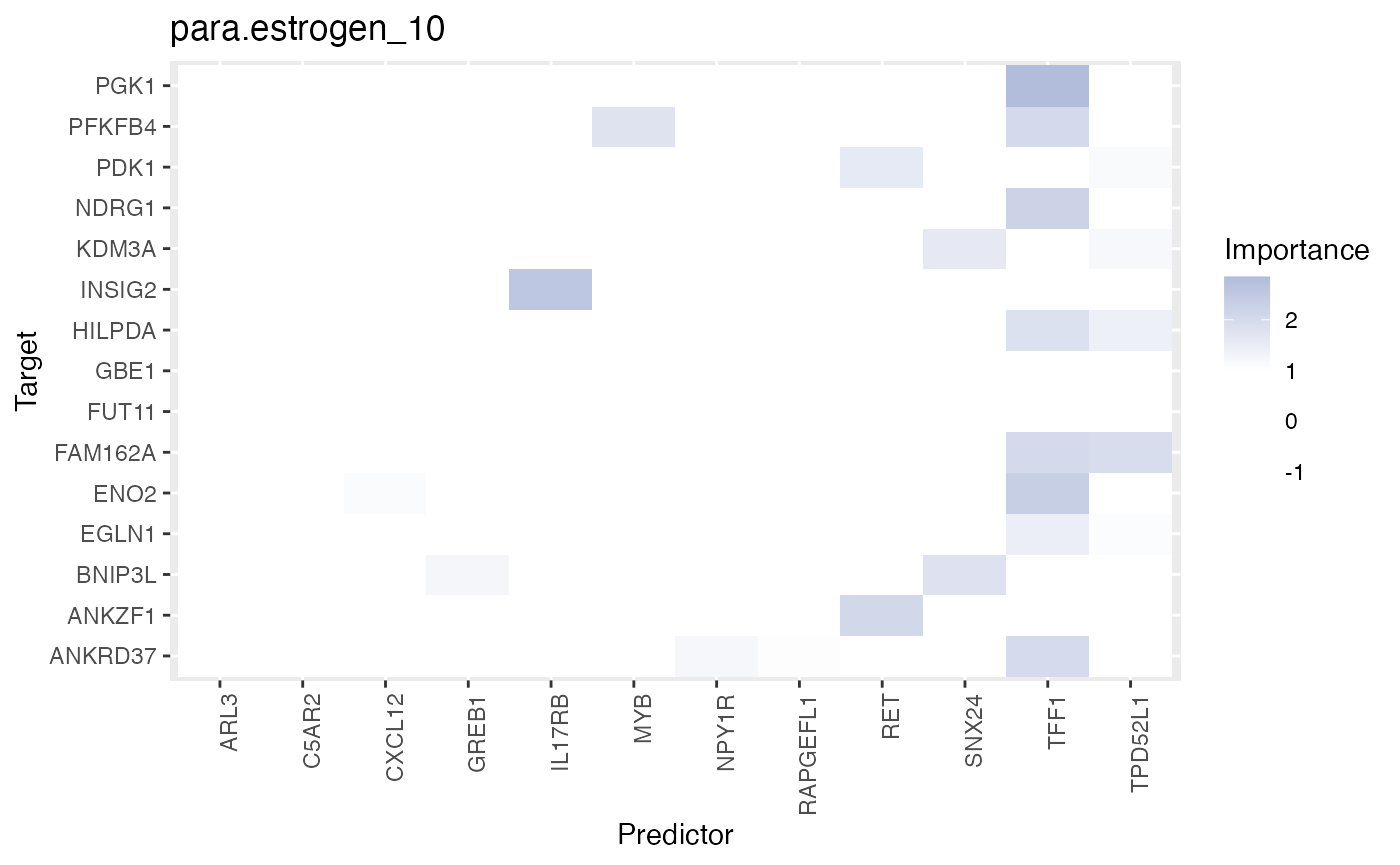 para.estrogen_10
PGK1
PFKFB4
PDK1
NDRG1
KDM3A
INSIG2
HILPDA
GBE1
FUT11
FAM162A
ENO2
EGLN1
BNIP3L
ANKZF1
ANKRD37
Target
ARL3
C5AR2
CXCL12
GREB1
IL17RB
MYB
NPY1R
RAPGEFL1
RET
SNX24
TFF1
TPD52L1
Predictor
Importance
2
1
0
-1